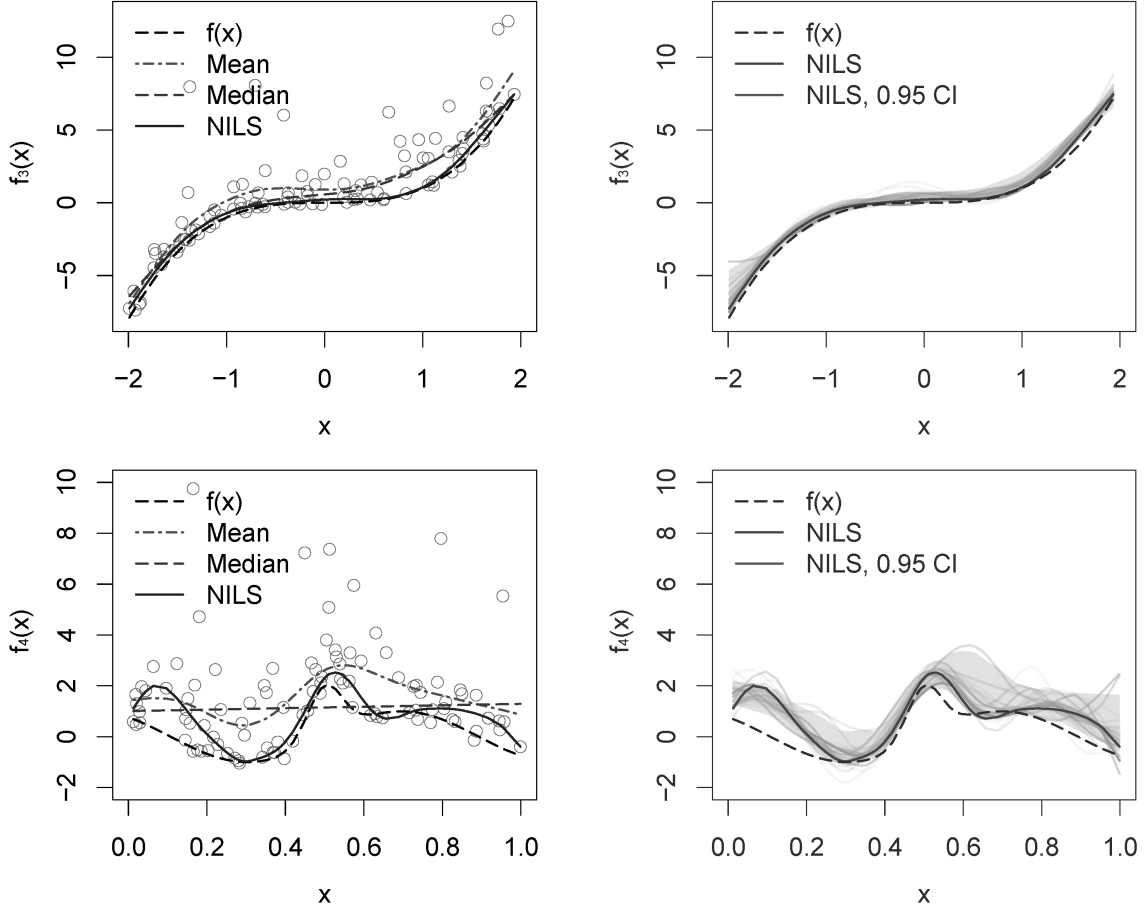 f(x)
Mean
Median
NILS
f₃(x)
10
5
0
−5
−2
−1
0
1
2
x
f(x)
NILS
NILS, 0.95 CI
f₃(x)
10
5
0
−5
−2
−1
0
1
2
x
f(x)
Mean
Median
NILS
f₄(x)
10
8
6
4
2
0
−2
0.0
0.2
0.4
0.6
0.8
1.0
x
f(x)
NILS
NILS, 0.95 CI
f₄(x)
10
8
6
4
2
0
−2
0.0
0.2
0.4
0.6
0.8
1.0
x